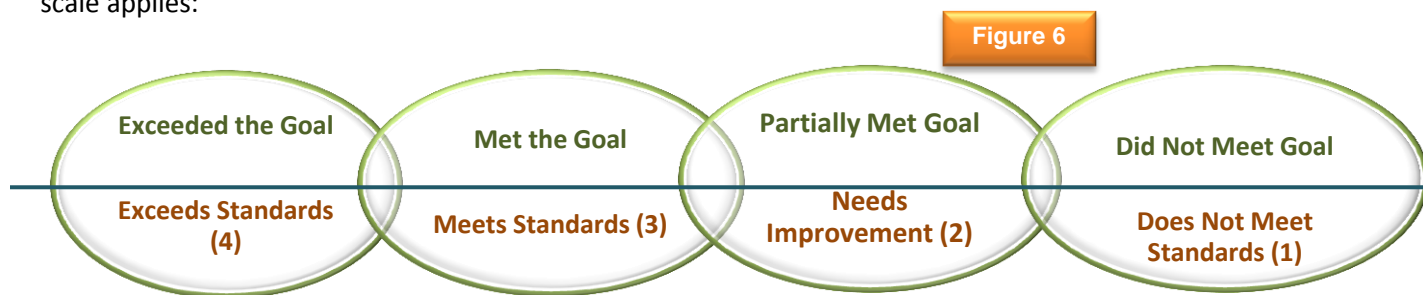 scale applies:
Figure 6
Exceeded the Goal
Met the Goal
Partially Met Goal
Did Not Meet Goal
Exceeds Standards
(4)
Meets Standards (3)
Needs
Improvement (2)
Does Not Meet
Standards (1)